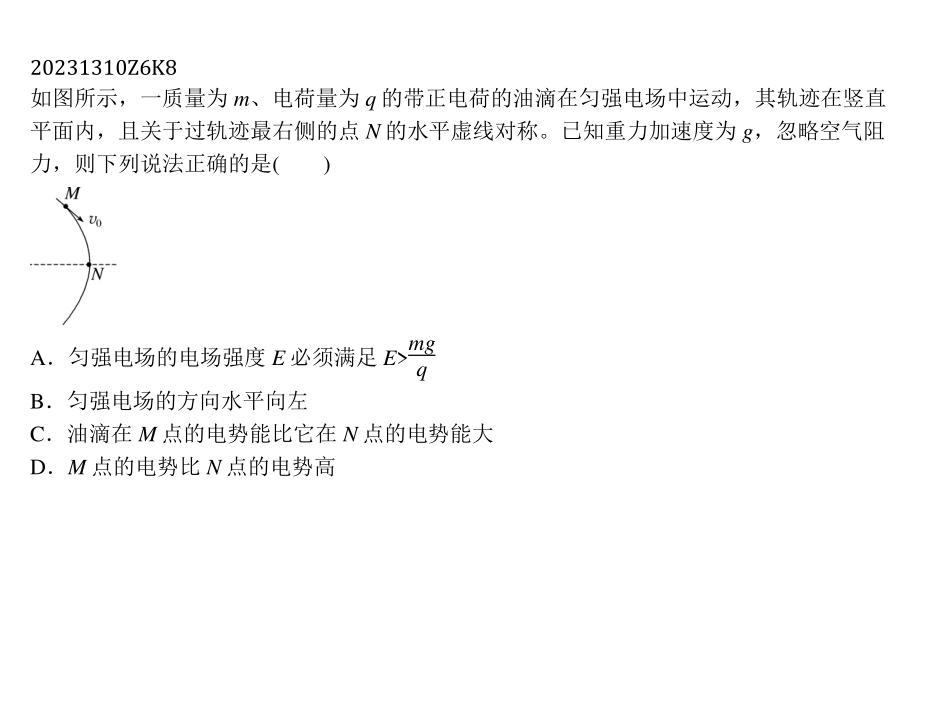 20231310Z6K8
如图所示，一质量为 m、电荷量为 q 的带正电荷的油滴在匀强电场中运动，其轨迹在竖直
平面内，且关于过轨迹最右侧的点 N 的水平虚线对称。已知重力加速度为 g，忽略空气阻
力，则下列说法正确的是(　　)
M
v₀
N
A．匀强电场的电场强度 E 必须满足 E>mg/q
B．匀强电场的方向水平向左
C．油滴在 M 点的电势能比它在 N 点的电势能大
D．M 点的电势比 N 点的电势高